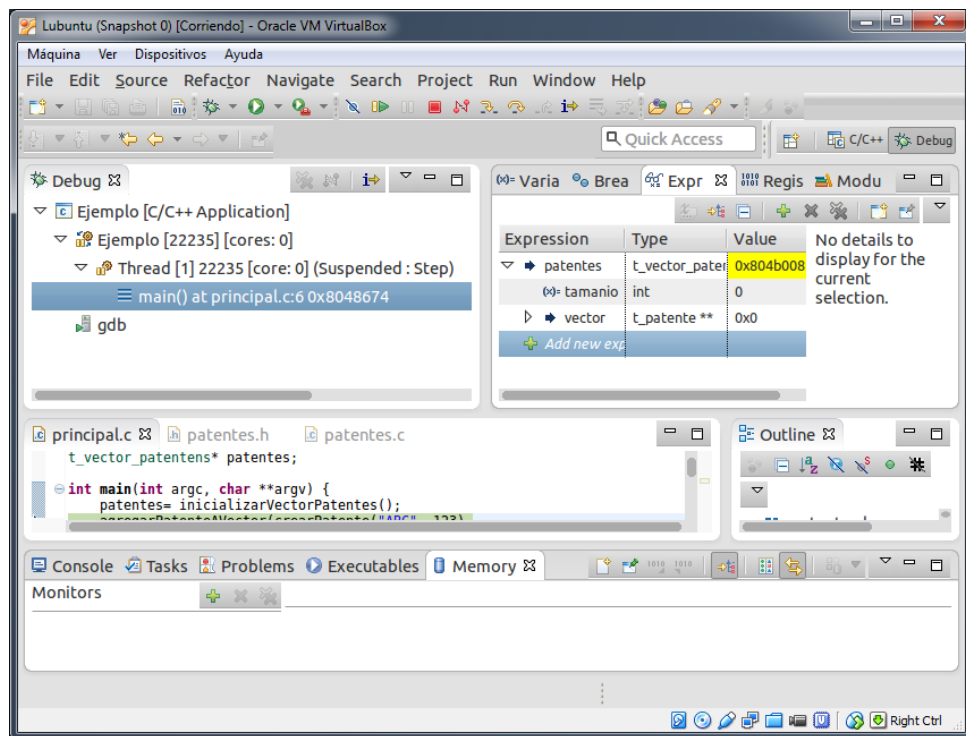 Lubuntu (Snapshot 0) [Corriendo] - Oracle VM VirtualBox
Máquina Ver Dispositivos Ayuda
File Edit Source Refactor Navigate Search Project Run Window Help
Quick Access
C/C++
Debug
Debug
Ejemplo [C/C++ Application]
Ejemplo [22235] [cores: 0]
Thread [1] 22235 [core: 0] (Suspended : Step)
main() at principal.c:6 0x8048674
gdb
(x)= Varia Brea Expr Regis Modu
Expression Type Value
patentes t_vector_pater 0x804b008
(x)= tamanio int 0
vector t_patente ** 0x0
Add new exp
No details to
display for the
current
selection.
principal.c patentes.h patentes.c
t_vector_patentens* patentes;
int main(int argc, char **argv) {
patentes= inicializarVectorPatentes();
agregarPatenteAVector(crearPatente("ABC", 123)
Outline
Console Tasks Problems Executables Memory
Monitors
Right Ctrl